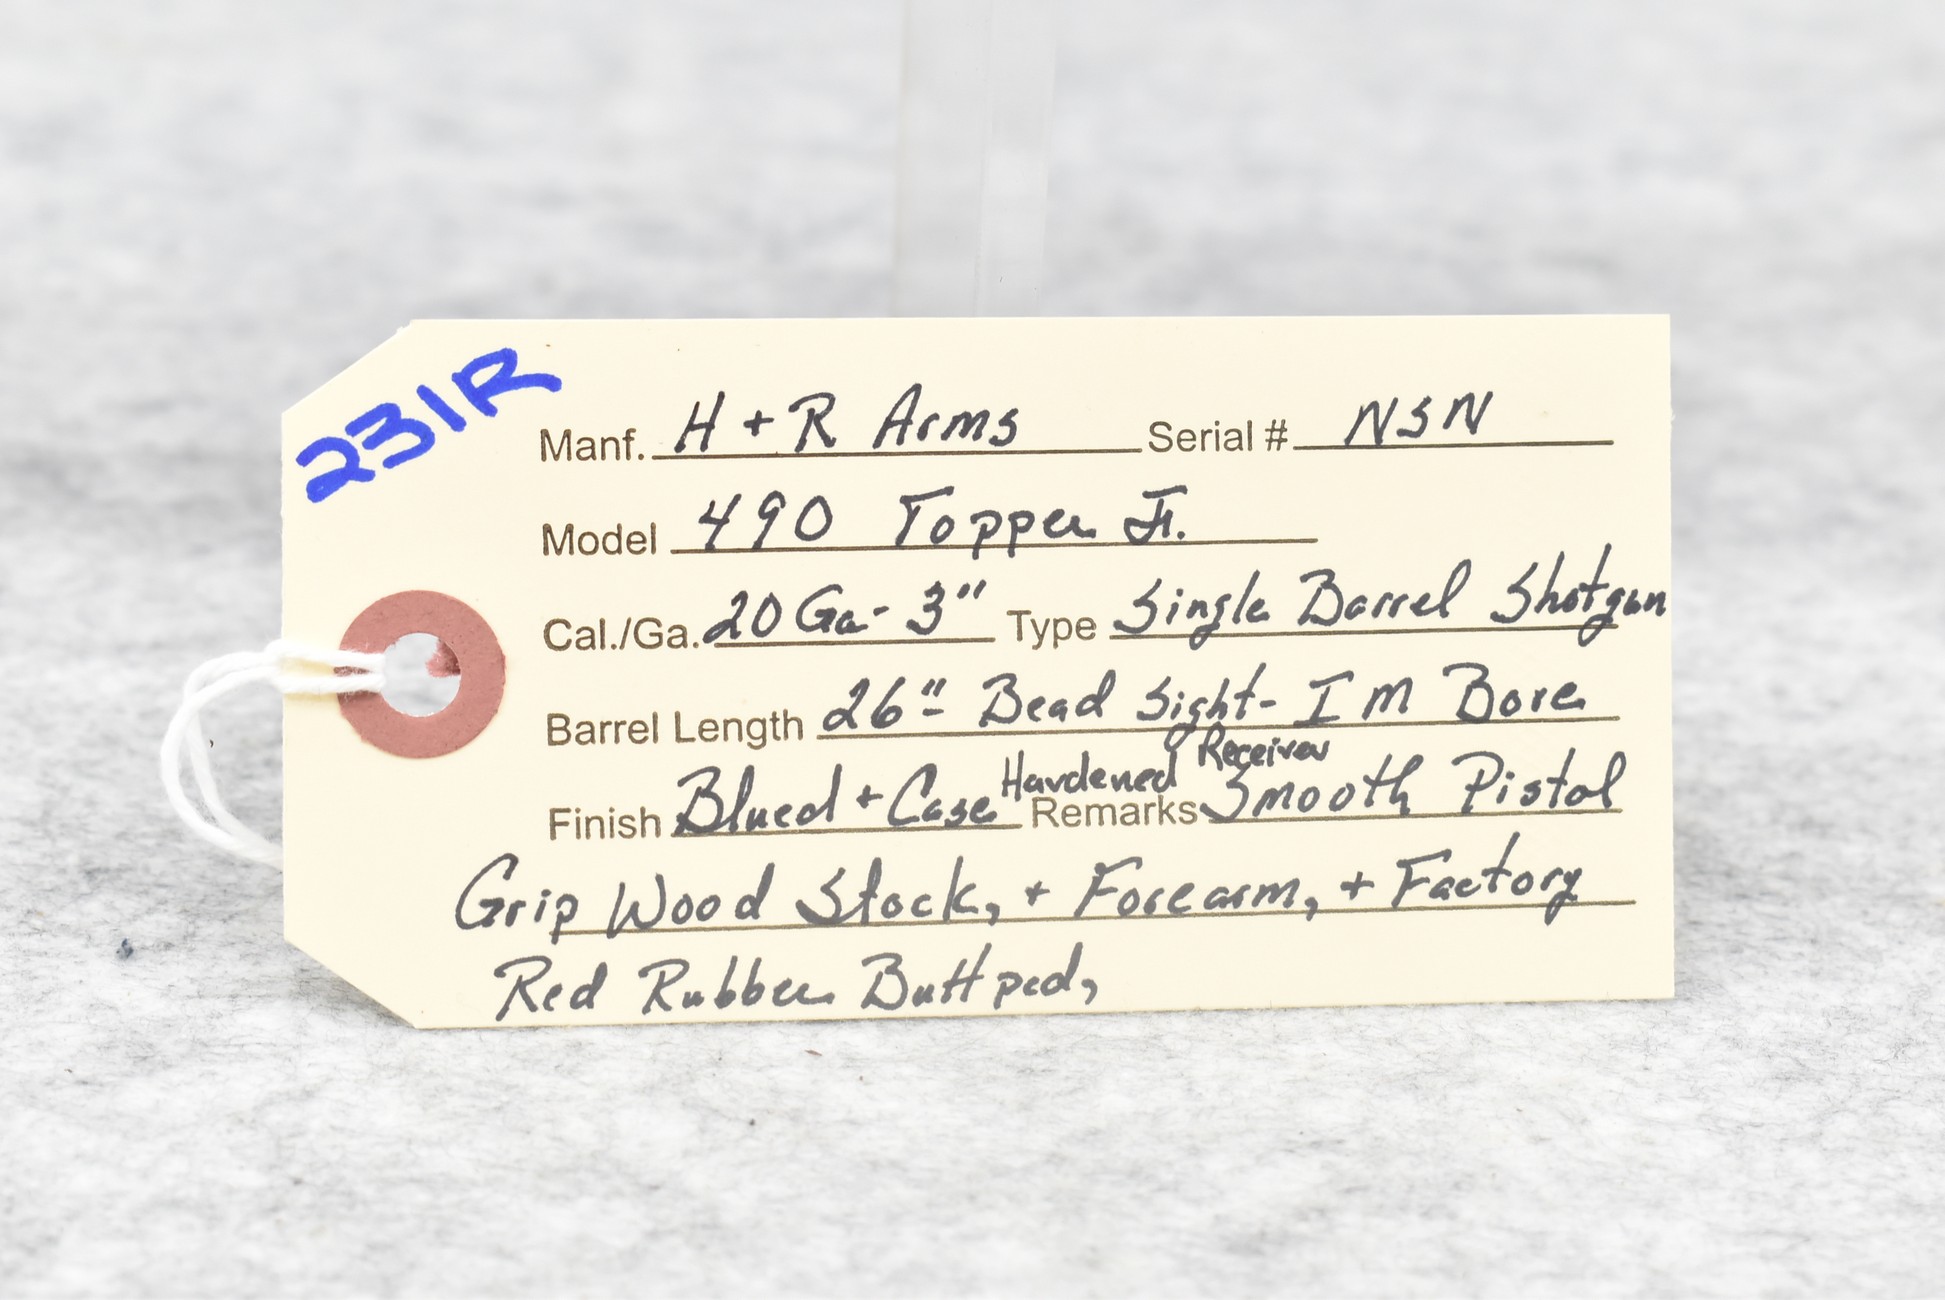 231R
Manf. H + R Arms Serial # NSN
Model 490 Topper Jr.
Cal./Ga. 20 Ga - 3" Type Single Barrel Shotgun
Barrel Length 26" - Bead Sight - IM Bore
Finish Blued + Case Hardened Receiver Remarks Smooth Pistol
Grip Wood Stock, + Forearm, + Factory
Red Rubber Buttpad,